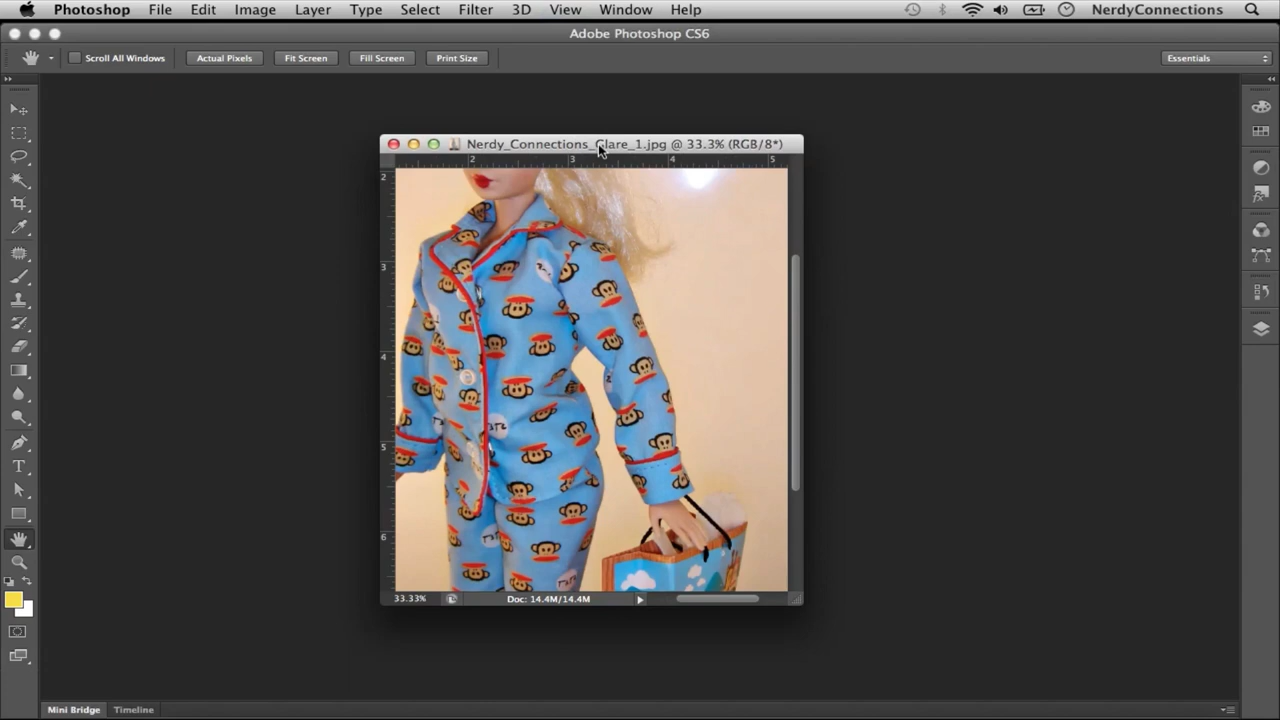 Photoshop File Edit Image Layer Type Select Filter 3D View Window Help NerdyConnections
Adobe Photoshop CS6
Scroll All Windows Actual Pixels Fit Screen Fill Screen Print Size Essentials
Nerdy_Connections_Glare_1.jpg @ 33.3% (RGB/8*)
2 3 4 5
2
3
4
5
6
33.33% Doc: 14.4M/14.4M
Mini Bridge Timeline